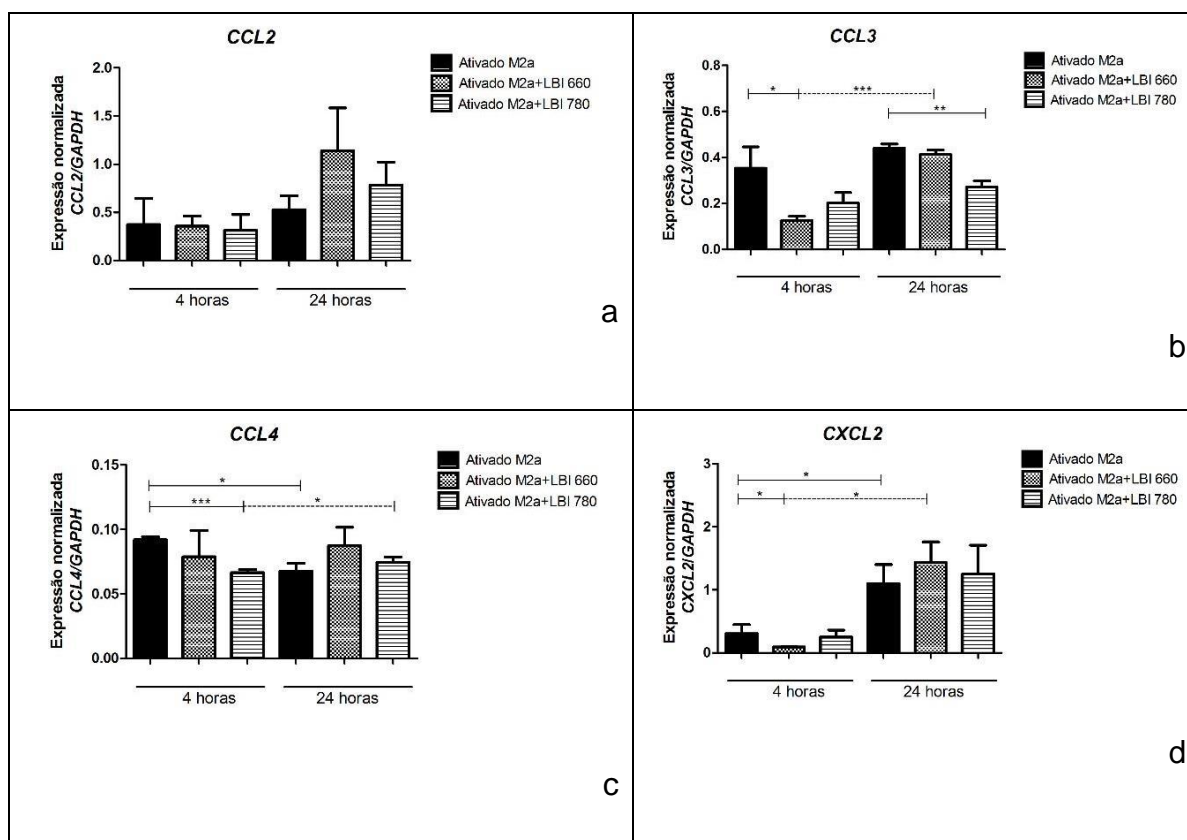 CCL2
Ativado M2a
Ativado M2a+LBI 660
Ativado M2a+LBI 780
Expressão normalizada
CCL2/GAPDH
2.0
1.5
1.0
0.5
0.0
4 horas
24 horas
a
CCL3
Ativado M2a
Ativado M2a+LBI 660
Ativado M2a+LBI 780
Expressão normalizada
CCL3/GAPDH
0.8
0.6
0.4
0.2
0.0
*
***
**
4 horas
24 horas
b
CCL4
Ativado M2a
Ativado M2a+LBI 660
Ativado M2a+LBI 780
Expressão normalizada
CCL4/GAPDH
0.15
0.10
0.05
0.00
*
***
*
4 horas
24 horas
c
CXCL2
Ativado M2a
Ativado M2a+LBI 660
Ativado M2a+LBI 780
Expressão normalizada
CXCL2/GAPDH
3
2
1
0
*
*
*
4 horas
24 horas
d